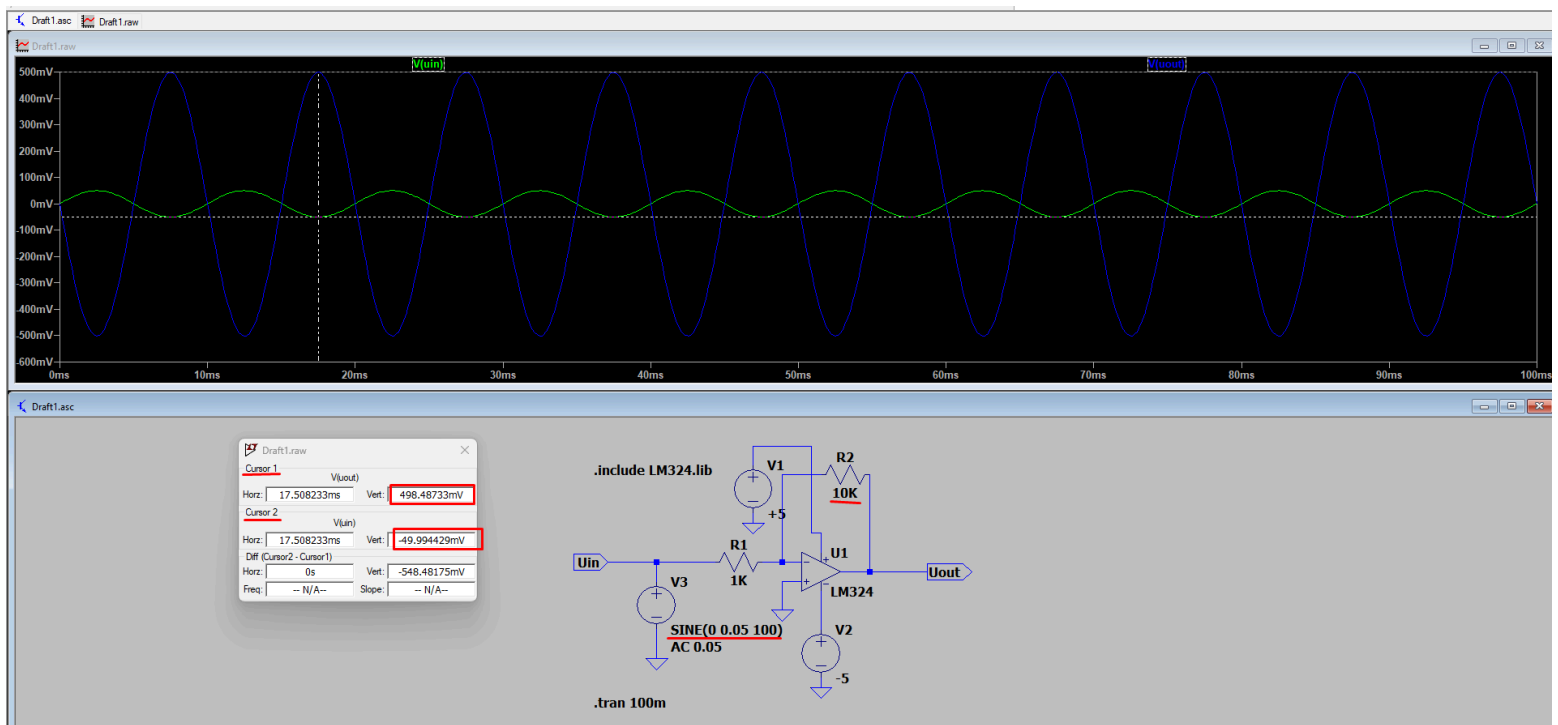 Draft1.asc Draft1.raw
Draft1.raw
V(uin) V(uout)
500mV
400mV
300mV
200mV
100mV
0mV
-100mV
-200mV
-300mV
-400mV
-500mV
-600mV
0ms 10ms 20ms 30ms 40ms 50ms 60ms 70ms 80ms 90ms 100ms
Draft1.asc
Draft1.raw
Cursor 1
V(uout)
Horz: 17.508233ms Vert: 498.48733mV
Cursor 2
V(uin)
Horz: 17.508233ms Vert: -49.994429mV
Diff (Cursor2 - Cursor1)
Horz: 0s Vert: -548.48175mV
Freq: -- N/A-- Slope: -- N/A--
.include LM324.lib
V1
+5
R2
10K
Uin
R1
1K
U1
LM324
Uout
V3
SINE(0 0.05 100)
AC 0.05
V2
-5
.tran 100m